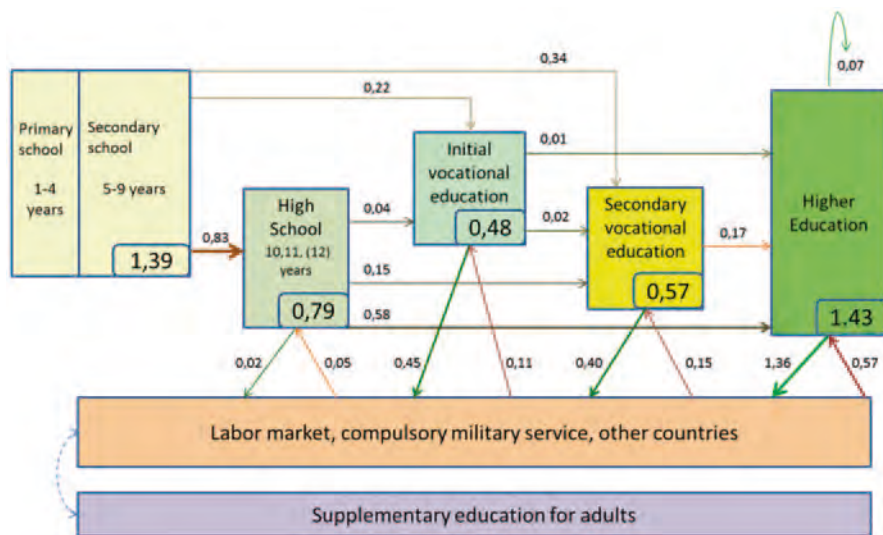 0,34
0,07
0,22
Primary
school
1-4
years
Secondary
school
5-9 years
1,39
0,83
High
School
10,11, (12)
years
0,79
0,04
0,15
0,58
Initial
vocational
education
0,48
0,01
0,02
Secondary
vocational
education
0,57
0,17
Higher
Education
1.43
0,02
0,05
0,45
0,11
0,40
0,15
1,36
0,57
Labor market, compulsory military service, other countries
Supplementary education for adults